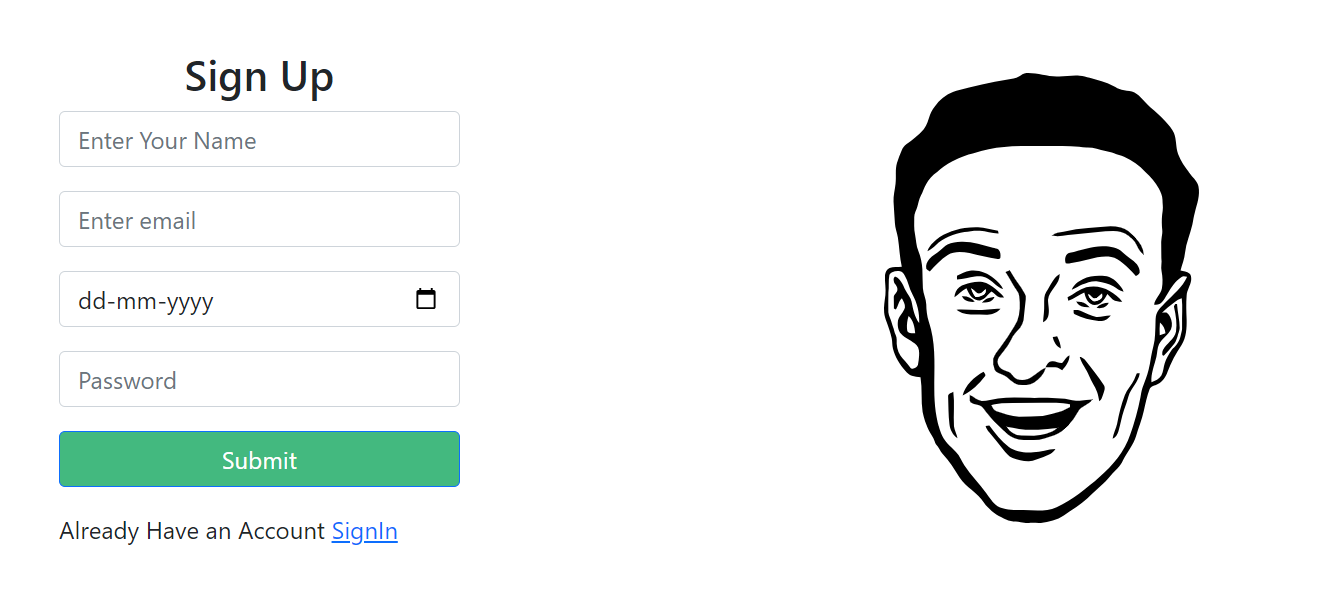 Sign Up
Enter Your Name
Enter email
dd-mm-yyyy
Password
Submit
Already Have an Account SignIn